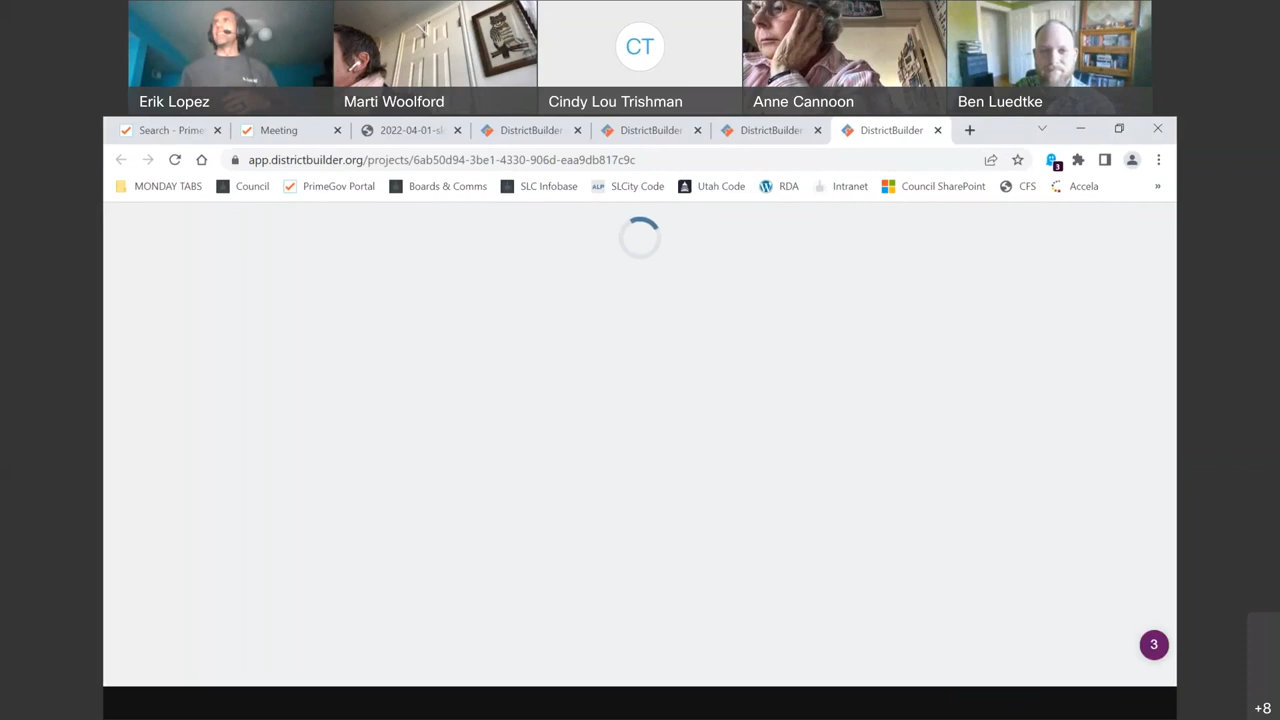 CT
Erik Lopez
Marti Woolford
Cindy Lou Trishman
Anne Cannoon
Ben Luedtke
Search - Prime
Meeting
2022-04-01-sl
DistrictBuilder
DistrictBuilder
DistrictBuilder
DistrictBuilder
app.districtbuilder.org/projects/6ab50d94-3be1-4330-906d-eaa9db817c9c
3
MONDAY TABS
Council
PrimeGov Portal
Boards & Comms
SLC Infobase
ALP
SLCity Code
Utah Code
RDA
Intranet
Council SharePoint
CFS
Accela
»
3
+8